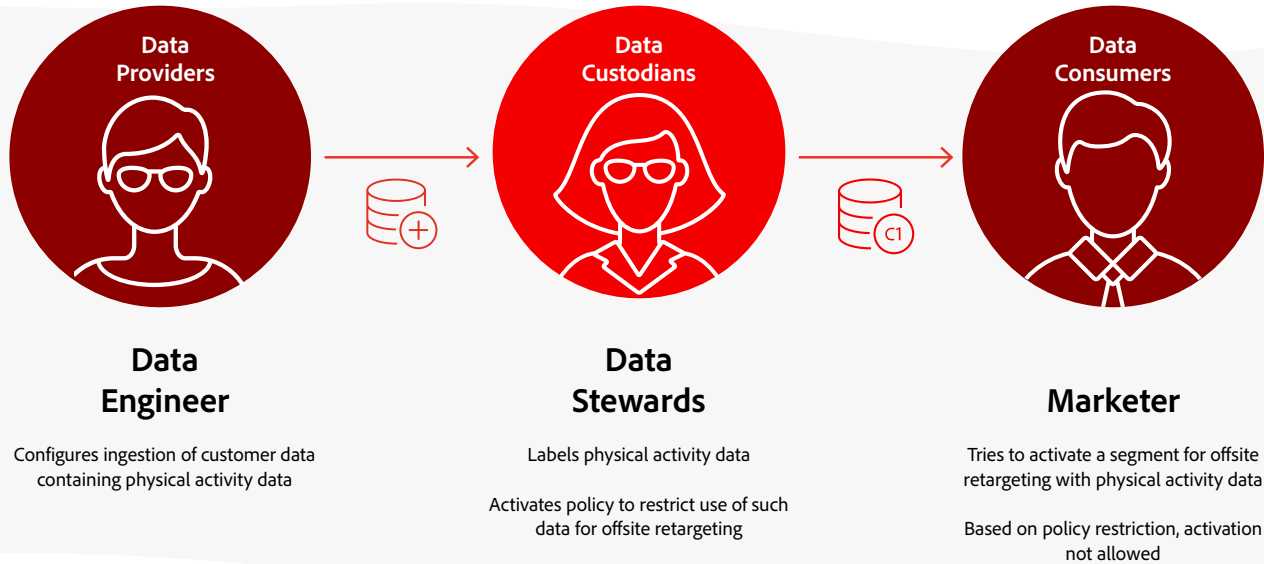 Data
Providers
Data
Custodians
Data
Consumers
C1
Data
Engineer
Configures ingestion of customer data
containing physical activity data
Data
Stewards
Labels physical activity data
Activates policy to restrict use of such
data for offsite retargeting
Marketer
Tries to activate a segment for offsite
retargeting with physical activity data
Based on policy restriction, activation
not allowed